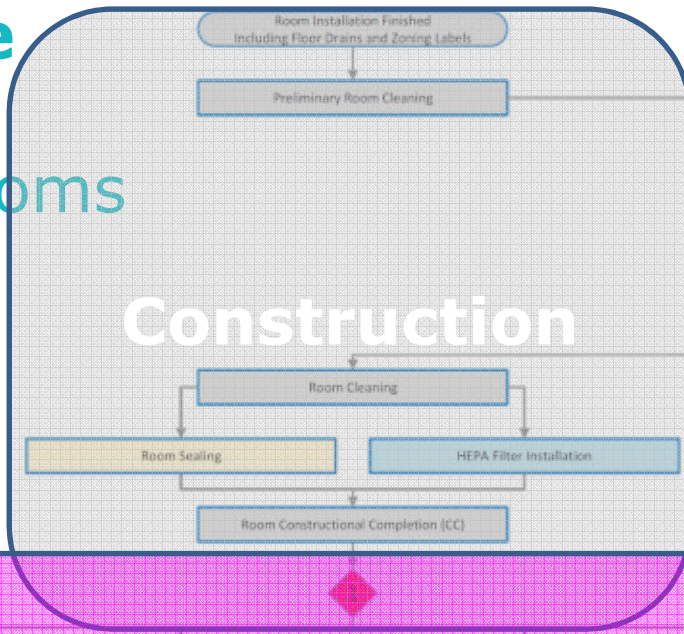 e
Room Installation Finished
Including Floor Drains and Zoning Labels
Preliminary Room Cleaning
oms
Construction
Room Cleaning
Room Sealing
HEPA Filter Installation
Room Constructional Completion (CC)